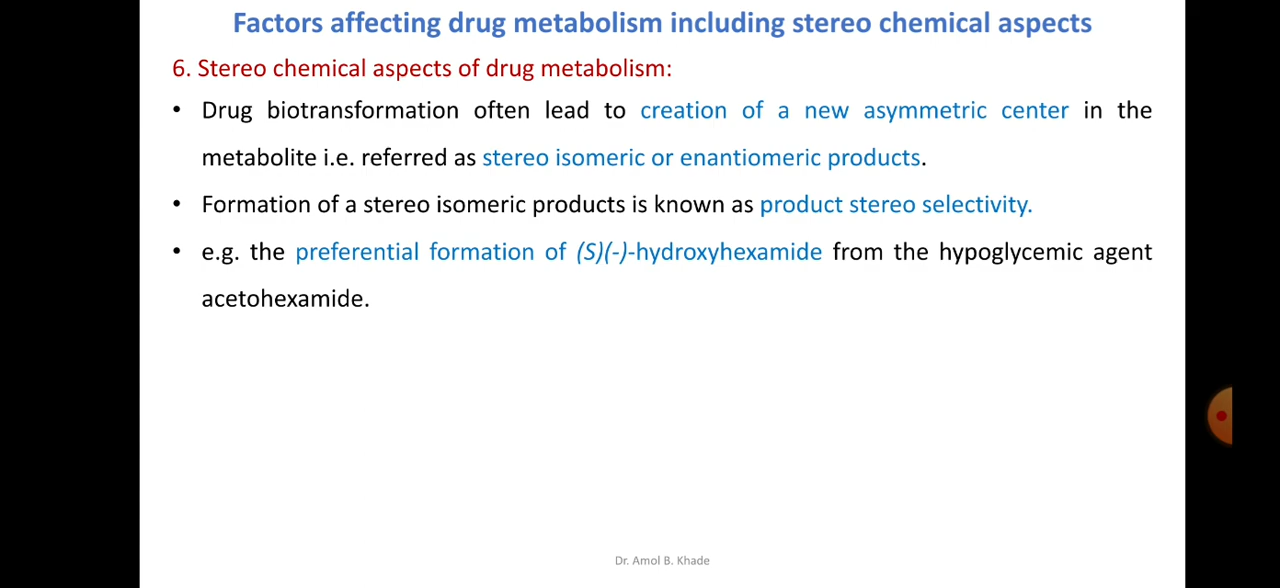 Factors affecting drug metabolism including stereo chemical aspects
6. Stereo chemical aspects of drug metabolism:
• Drug biotransformation often lead to creation of a new asymmetric center in the
metabolite i.e. referred as stereo isomeric or enantiomeric products.
• Formation of a stereo isomeric products is known as product stereo selectivity.
• e.g. the preferential formation of (S)(-)-hydroxyhexamide from the hypoglycemic agent
acetohexamide.
Dr. Amol B. Khade